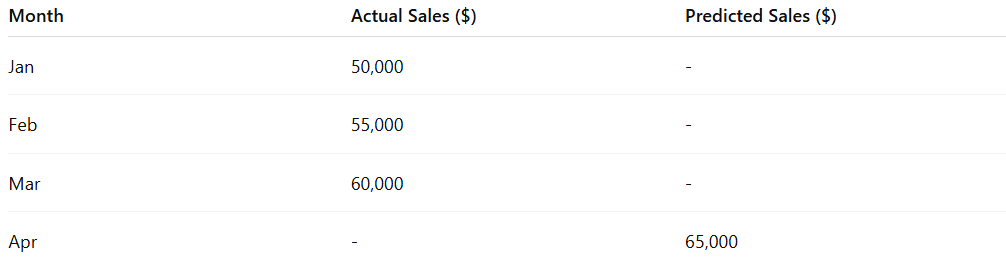 Month Actual Sales ($) Predicted Sales ($)
Jan 50,000 -
Feb 55,000 -
Mar 60,000 -
Apr - 65,000